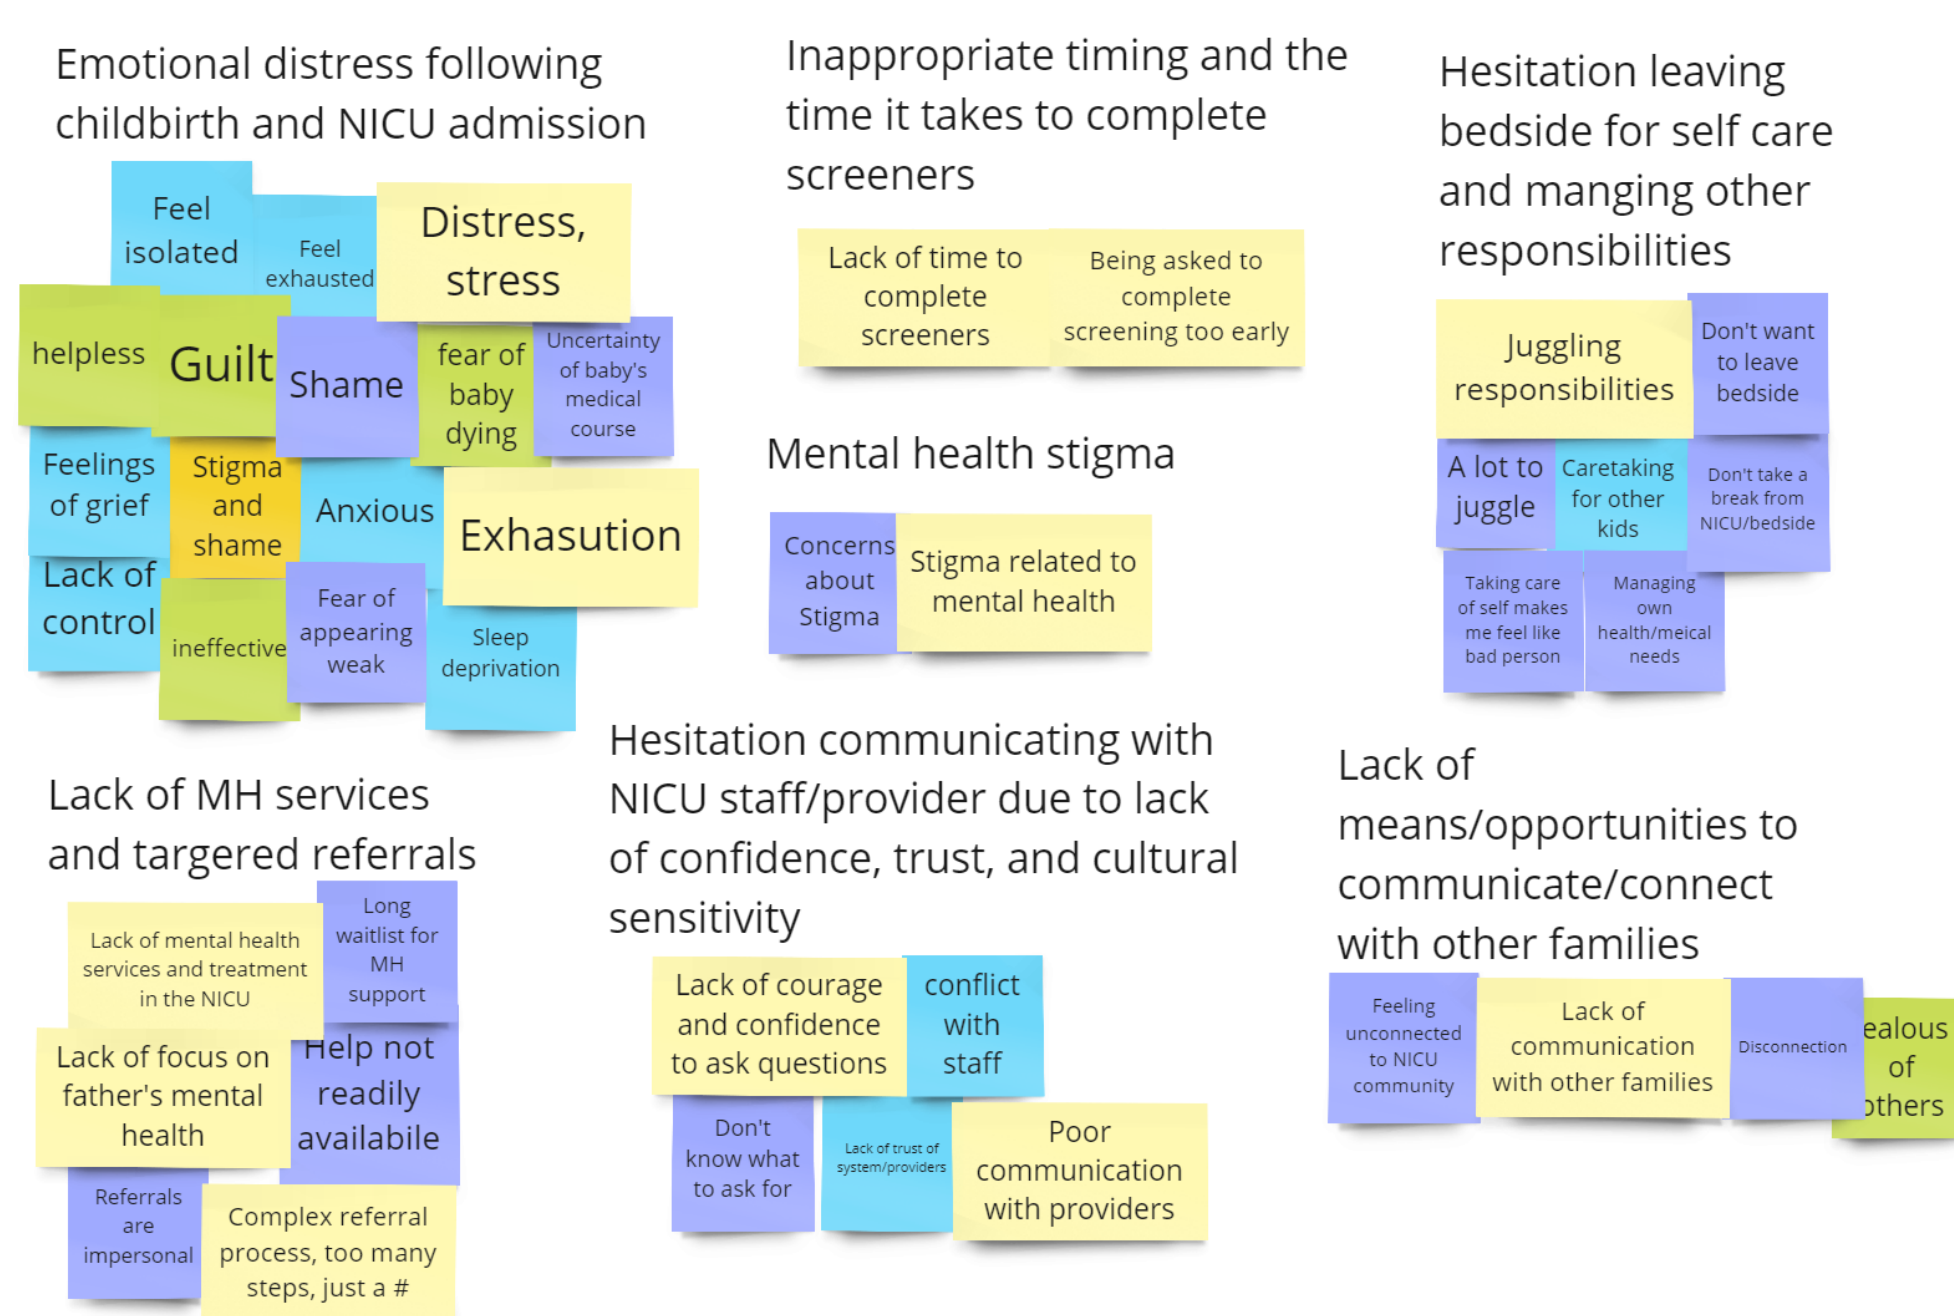 Emotional distress following
childbirth and NICU admission
Feel
isolated
Feel
exhausted
Distress,
stress
helpless
Guilt
Shame
fear of
baby
dying
Uncertainty
of baby's
medical
course
Feelings
of grief
Stigma
and
shame
Anxious
Exhasution
Lack of
control
ineffective
Fear of
appearing
weak
Sleep
deprivation
Inappropriate timing and the
time it takes to complete
screeners
Lack of time to
complete
screeners
Being asked to
complete
screening too early
Mental health stigma
Concerns
about
Stigma
Stigma related to
mental health
Hesitation leaving
bedside for self care
and manging other
responsibilities
Juggling
responsibilities
Don't want
to leave
bedside
A lot to
juggle
Caretaking
for other
kids
Don't take a
break from
NICU/bedside
Taking care
of self makes
me feel like
bad person
Managing
own
health/meical
needs
Lack of MH services
and targered referrals
Lack of mental health
services and treatment
in the NICU
Long
waitlist for
MH
support
Lack of focus on
father's mental
health
Help not
readily
availabile
Referrals
are
impersonal
Complex referral
process, too many
steps, just a #
Hesitation communicating with
NICU staff/provider due to lack
of confidence, trust, and cultural
sensitivity
Lack of courage
and confidence
to ask questions
conflict
with
staff
Don't
know what
to ask for
Lack of trust of
system/providers
Poor
communication
with providers
Lack of
means/opportunities to
communicate/connect
with other families
Feeling
unconnected
to NICU
community
Lack of
communication
with other families
Disconnection
ealous
of
others